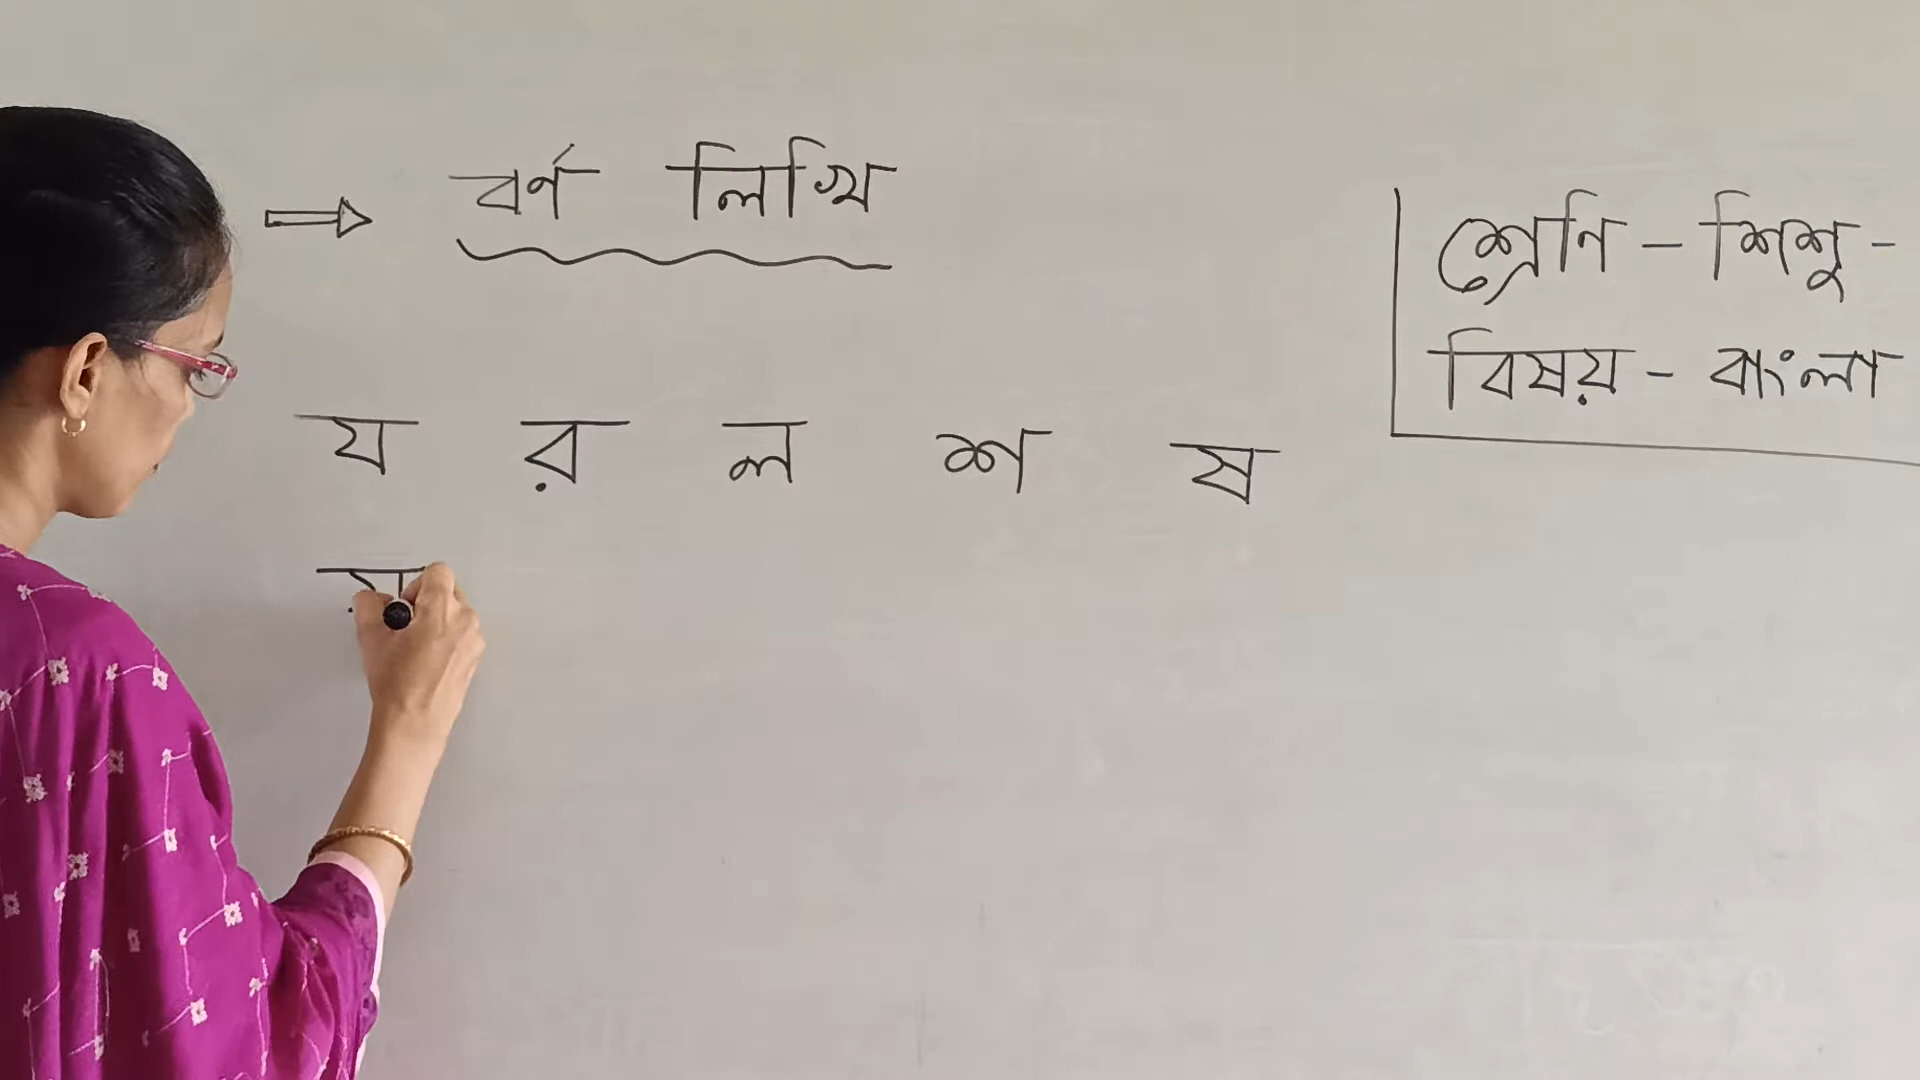 বর্ণ লিখি
শ্রেণি - শিশু -
বিষয় - বাংলা
য র ল শ ষ